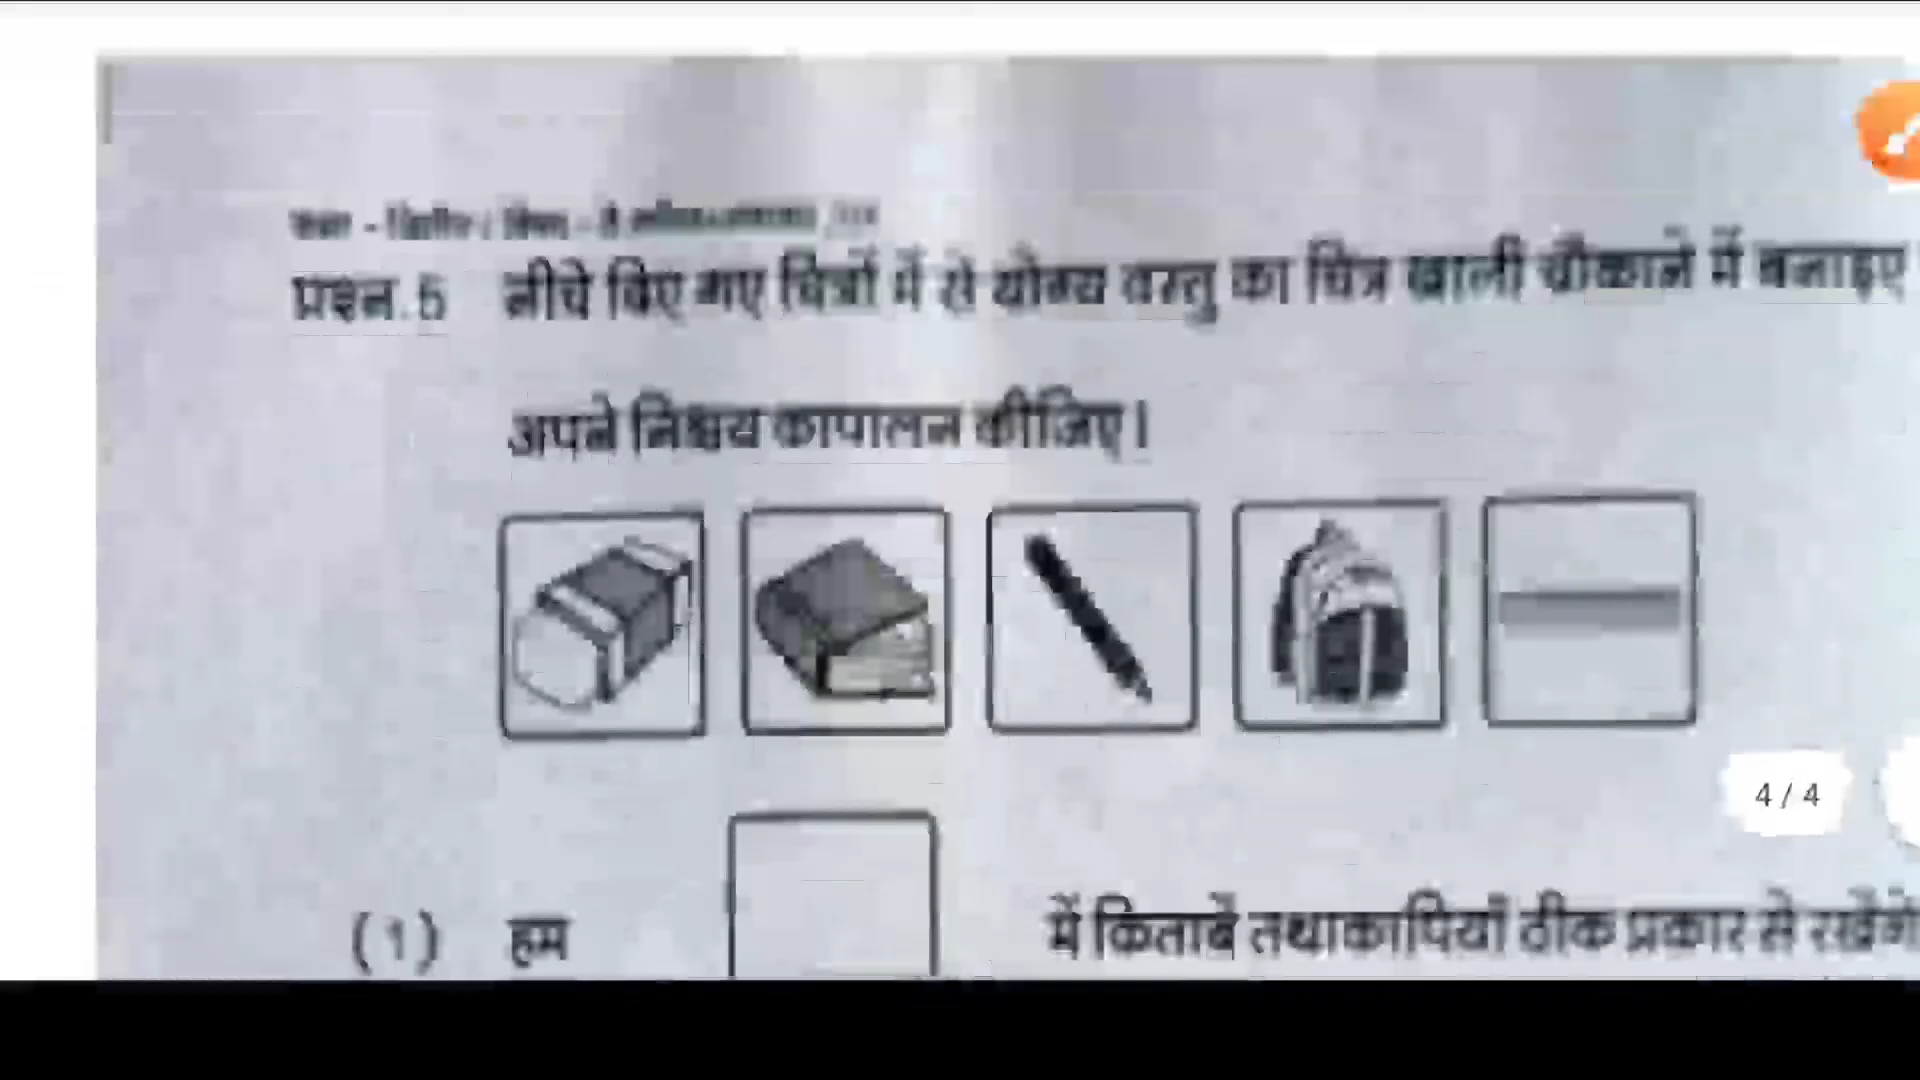 प्रश्न.5 नीचे दिए गए चित्रों में से योग्य वस्तु का चित्र खाली चौकाने में बनाइए
अपने निश्चय कापालन कीजिए।
4 / 4
(1) हम में किताबें तथाकापियाँ ठीक प्रकार से रखेंगे